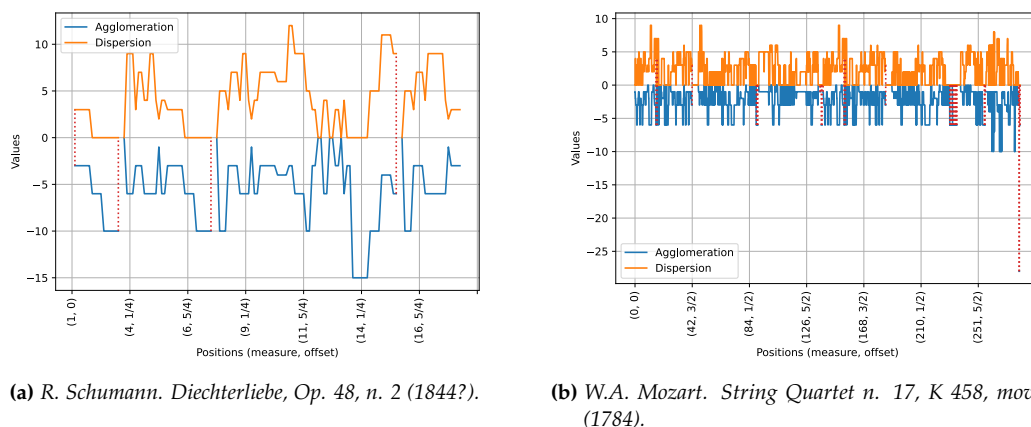 Agglomeration
Dispersion
10
5
0
−5
−10
−15
Values
(1, 0)
(4, 1/4)
(6, 5/4)
(9, 1/4)
(11, 5/4)
(14, 1/4)
(16, 5/4)
Positions (measure, offset)
(a) R. Schumann. Diechterliebe, Op. 48, n. 2 (1844?).
10
5
0
−5
−10
−15
−20
−25
Values
Agglomeration
Dispersion
(0, 0)
(42, 3/2)
(84, 1/2)
(126, 5/2)
(168, 3/2)
(210, 1/2)
(251, 5/2)
Positions (measure, offset)
(b) W.A. Mozart. String Quartet n. 17, K 458, mov
(1784).